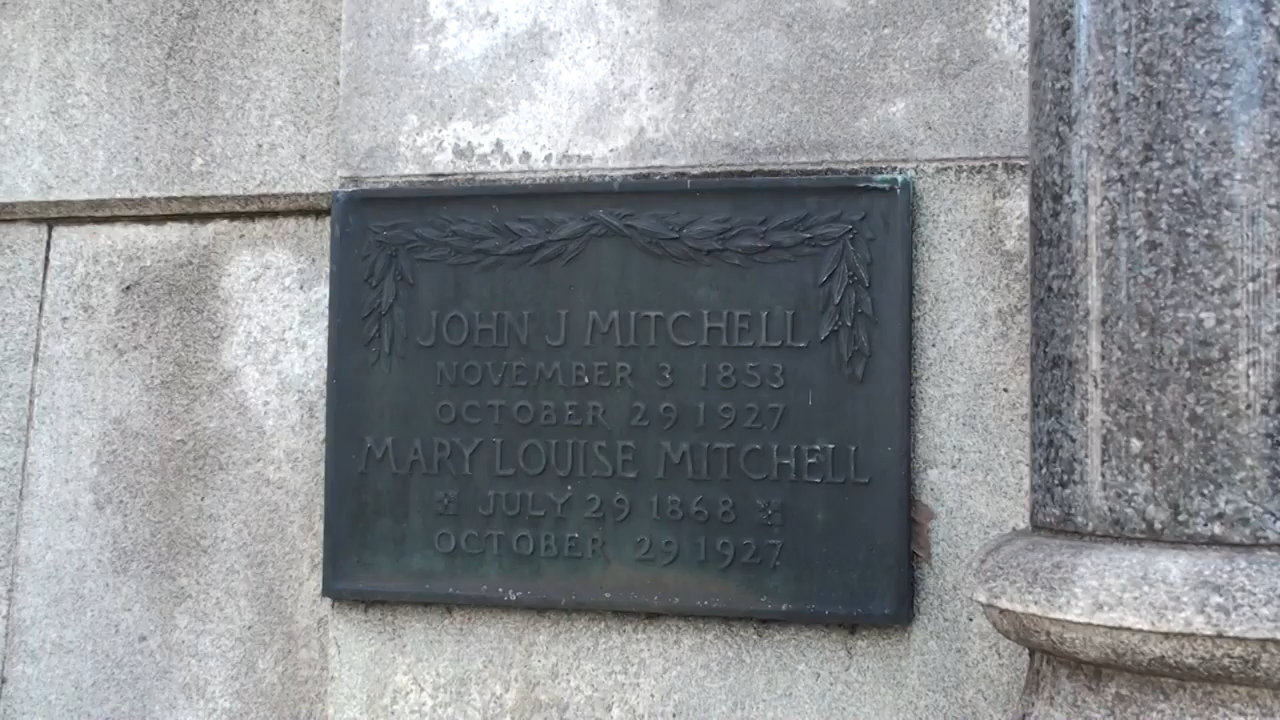 JOHN J MITCHELL
NOVEMBER 3 1853
OCTOBER 29 1927
MARY LOUISE MITCHELL
JULY 29 1868
OCTOBER 29 1927